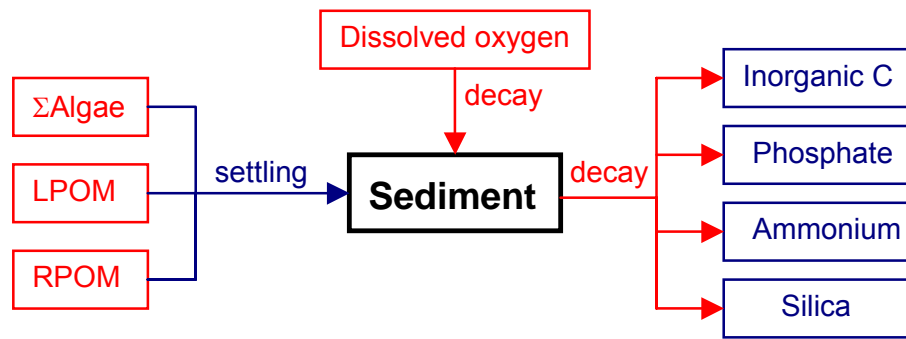 Dissolved oxygen
decay
ΣAlgae
LPOM
RPOM
settling
Sediment
decay
Inorganic C
Phosphate
Ammonium
Silica